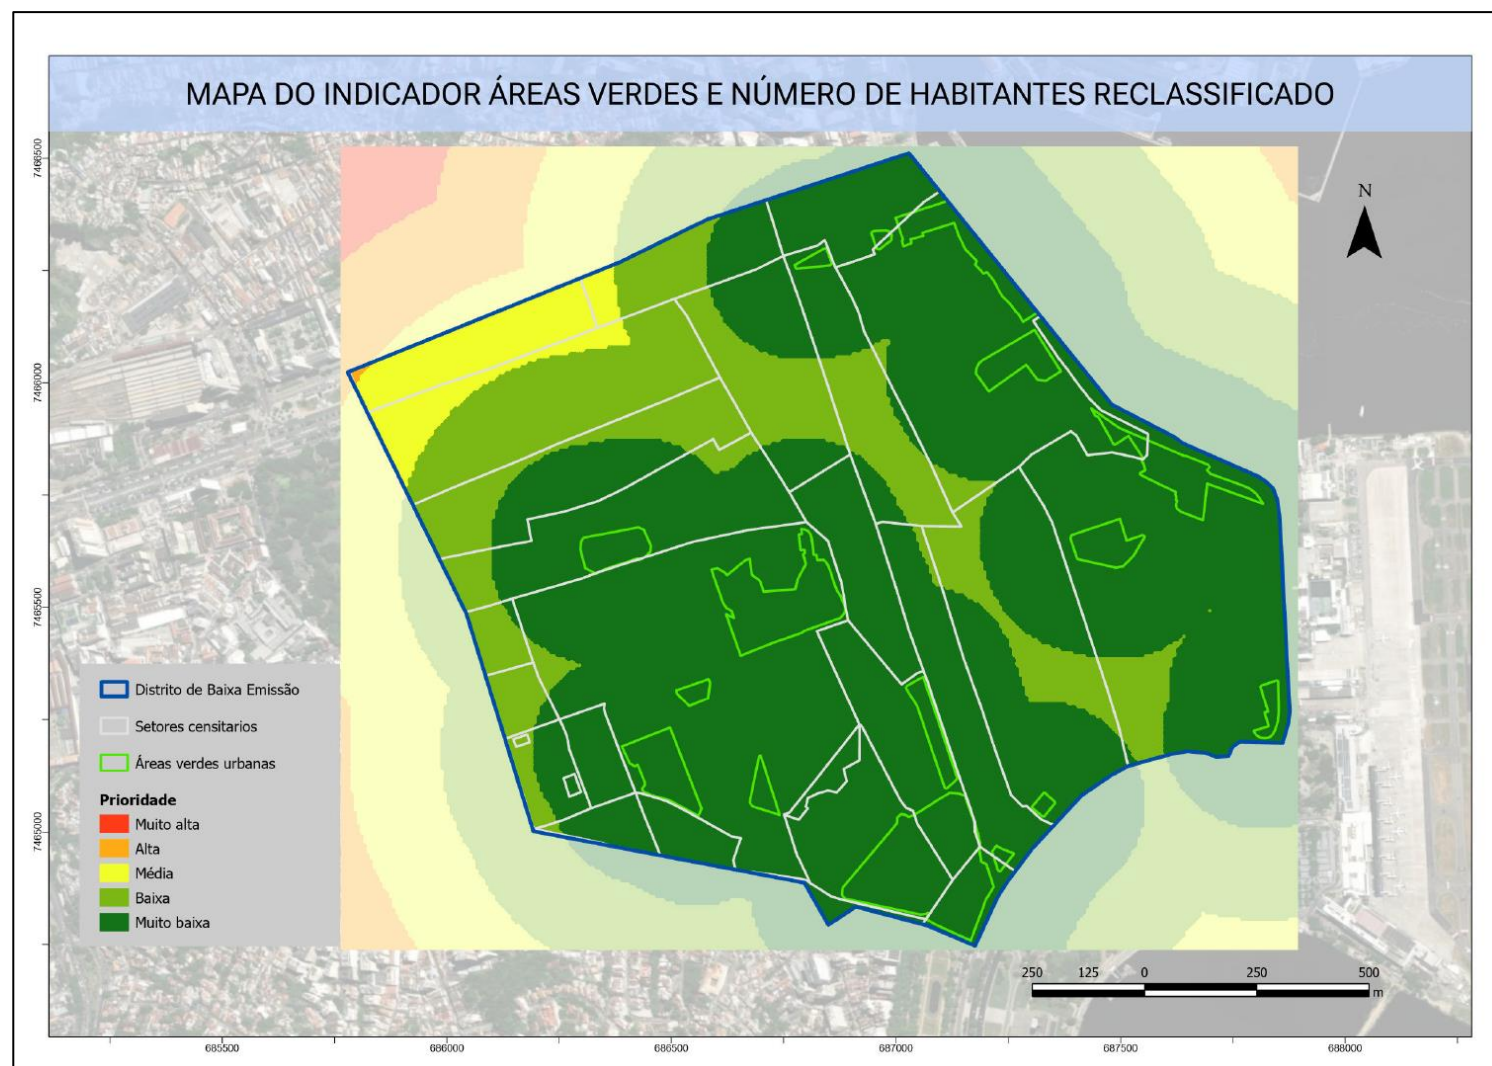 MAPA DO INDICADOR ÁREAS VERDES E NÚMERO DE HABITANTES RECLASSIFICADO
7466500
N
7466000
7465500
Distrito de Baixa Emissão
Setores censitarios
Áreas verdes urbanas
Prioridade
Muito alta
Alta
Média
Baixa
Muito baixa
7465000
250 125 0 250 500
m
685500 686000 686500 687000 687500 688000